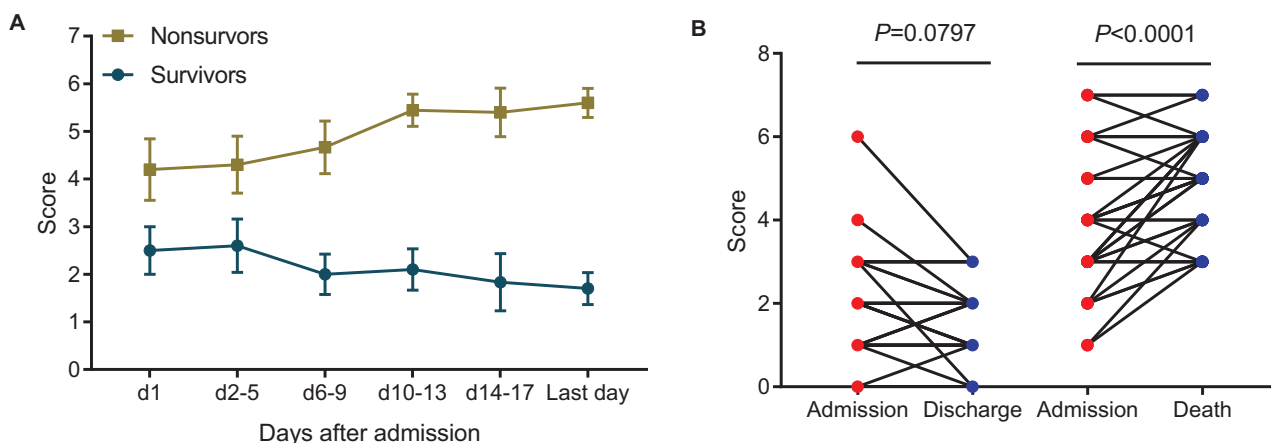 A
7
6
5
4
3
2
1
0
Score
Nonsurvors
Survivors
d1 d2-5 d6-9 d10-13 d14-17 Last day
Days after admission
B
P=0.0797 P<0.0001
8
6
4
2
0
Score
Admission Discharge Admission Death